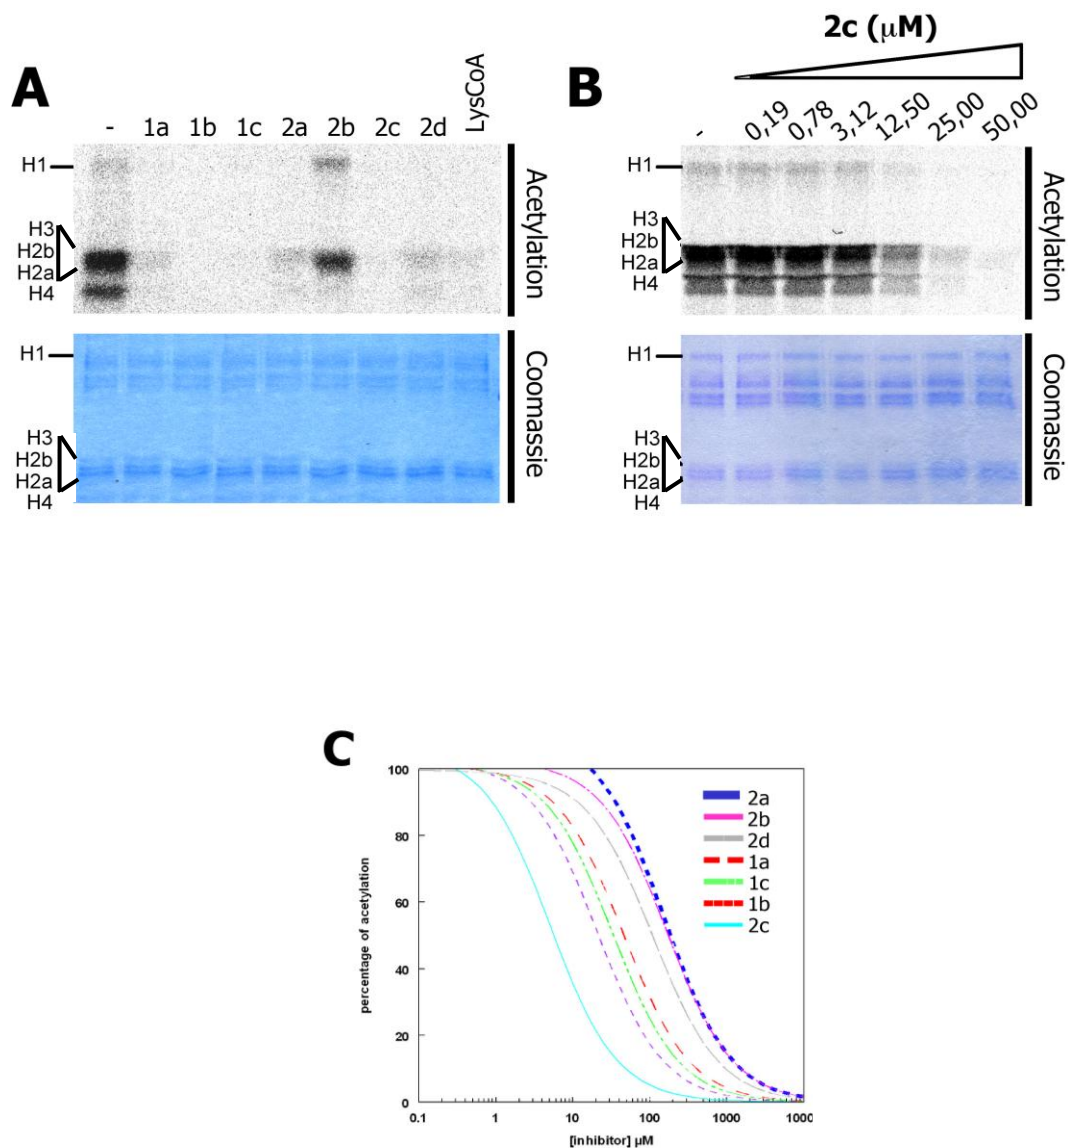 A
- 1a 1b 1c 2a 2b 2c 2d LysCoA
H1
H3
H2b
H2a
H4
Acetylation
H1
H3
H2b
H2a
H4
Coomassie
B
2c (μM)
- 0,19 0,78 3,12 12,50 25,00 50,00
H1
H3
H2b
H2a
H4
Acetylation
H1
H3
H2b
H2a
H4
Coomassie
C
percentage of acetylation
100
80
60
40
20
0
2a
2b
2d
1a
1c
1b
2c
0.1 1 10 100 1000 1000
[inhibitor] μM